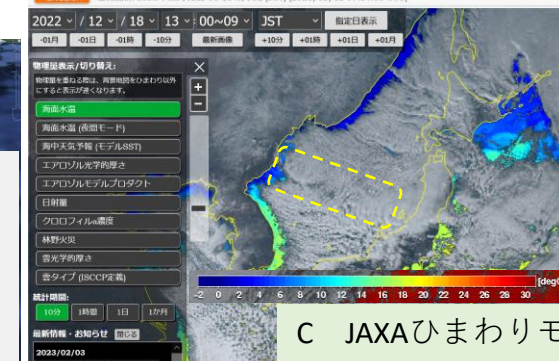 2022 / 12 / 18 13 : 00~09 JST 指定日表示
-01月 -01日 -01時 -10分 最新画像 +10分 +01時 +01日 +01月
物理量表示/切り替え:
物理量を重ねる際は、背景地図をひまわり以外
にすると表示が速くなります。
海面水温
海面水温 (夜間モード)
海中天気予報 (モデルSST)
エアロゾル光学的厚さ
エアロゾルモデルプロダクト
日射量
クロロフィルa濃度
林野火災
雲光学的厚さ
雲タイプ (ISCCP定義)
統計期間:
10分 1時間 1日 1か月
最新情報・お知らせ 閉じる
2023/02/03
+
-
[deg
-2 0 2 4 6 8 10 12 14 16 18 20 22 24 26 28 30
C JAXAひまわりモ